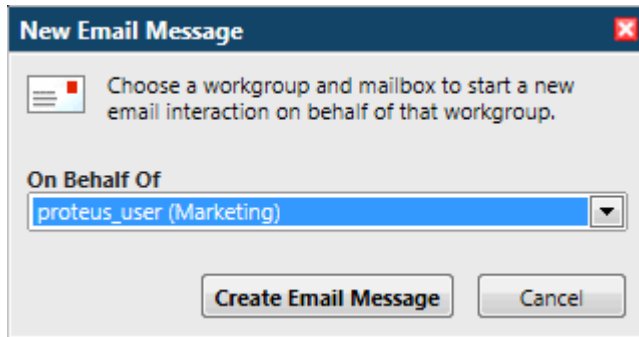 New Email Message
Choose a workgroup and mailbox to start a new
email interaction on behalf of that workgroup.
On Behalf Of
proteus_user (Marketing)
Create Email Message
Cancel